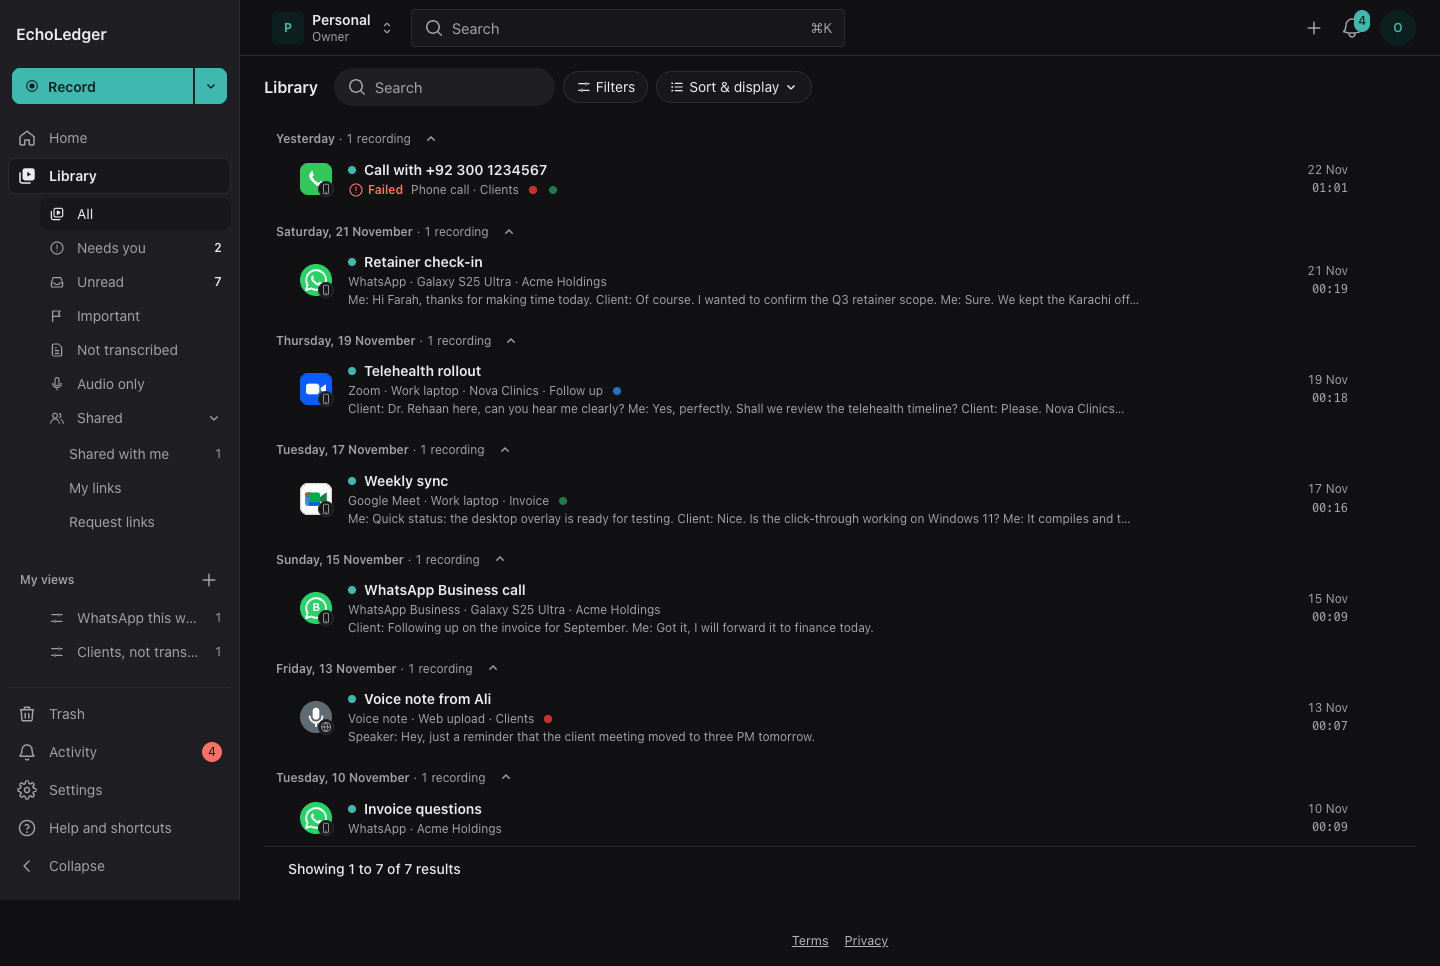 EchoLedger
Record
Home
Library
All
Needs you 2
Unread 7
Important
Not transcribed
Audio only
Shared
Shared with me 1
My links
Request links
My views
WhatsApp this w... 1
Clients, not trans... 1
Trash
Activity 4
Settings
Help and shortcuts
Collapse
P Personal
Owner
Search ⌘K
4
O
Library
Search
Filters
Sort & display
Yesterday · 1 recording
Call with +92 300 1234567
Failed Phone call · Clients
22 Nov
01:01
Saturday, 21 November · 1 recording
Retainer check-in
WhatsApp · Galaxy S25 Ultra · Acme Holdings
Me: Hi Farah, thanks for making time today. Client: Of course. I wanted to confirm the Q3 retainer scope. Me: Sure. We kept the Karachi off...
21 Nov
00:19
Thursday, 19 November · 1 recording
Telehealth rollout
Zoom · Work laptop · Nova Clinics · Follow up
Client: Dr. Rehaan here, can you hear me clearly? Me: Yes, perfectly. Shall we review the telehealth timeline? Client: Please. Nova Clinics...
19 Nov
00:18
Tuesday, 17 November · 1 recording
Weekly sync
Google Meet · Work laptop · Invoice
Me: Quick status: the desktop overlay is ready for testing. Client: Nice. Is the click-through working on Windows 11? Me: It compiles and t...
17 Nov
00:16
Sunday, 15 November · 1 recording
B
WhatsApp Business call
WhatsApp Business · Galaxy S25 Ultra · Acme Holdings
Client: Following up on the invoice for September. Me: Got it, I will forward it to finance today.
15 Nov
00:09
Friday, 13 November · 1 recording
Voice note from Ali
Voice note · Web upload · Clients
Speaker: Hey, just a reminder that the client meeting moved to three PM tomorrow.
13 Nov
00:07
Tuesday, 10 November · 1 recording
Invoice questions
WhatsApp · Acme Holdings
10 Nov
00:09
Showing 1 to 7 of 7 results
Terms Privacy